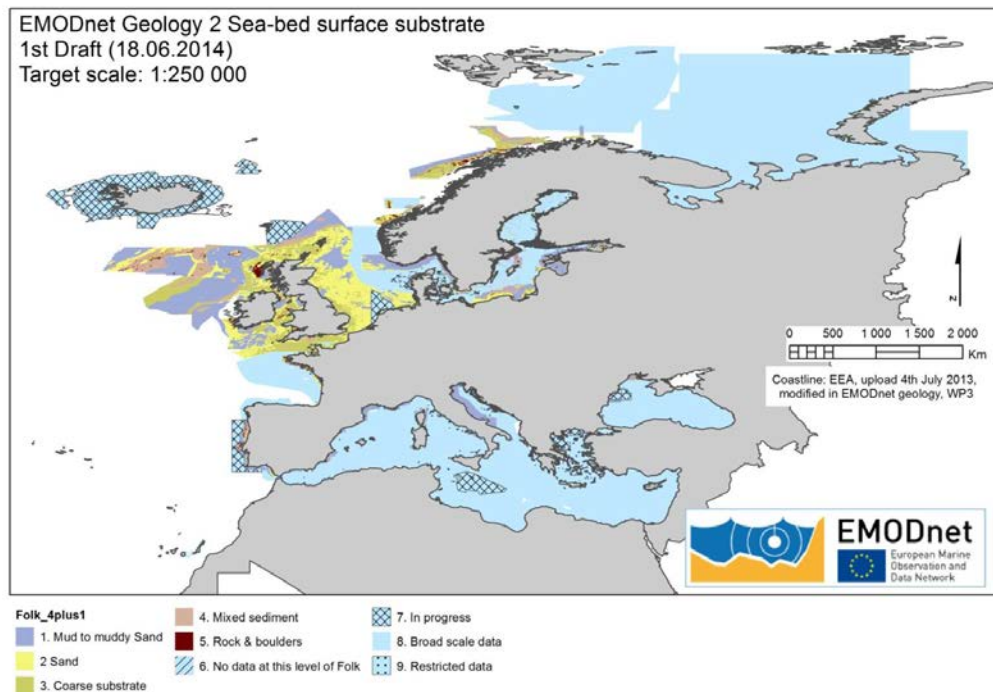 EMODnet Geology 2 Sea-bed surface substrate
1st Draft (18.06.2014)
Target scale: 1:250 000
N
0 500 1 000 1 500 2 000
Km
Coastline: EEA, upload 4th July 2013,
modified in EMODnet geology, WP3
EMODnet
European Marine
Observation and
Data Network
Folk_4plus1
1. Mud to muddy Sand
2 Sand
3. Coarse substrate
4. Mixed sediment
5. Rock & boulders
6. No data at this level of Folk
7. In progress
8. Broad scale data
9. Restricted data